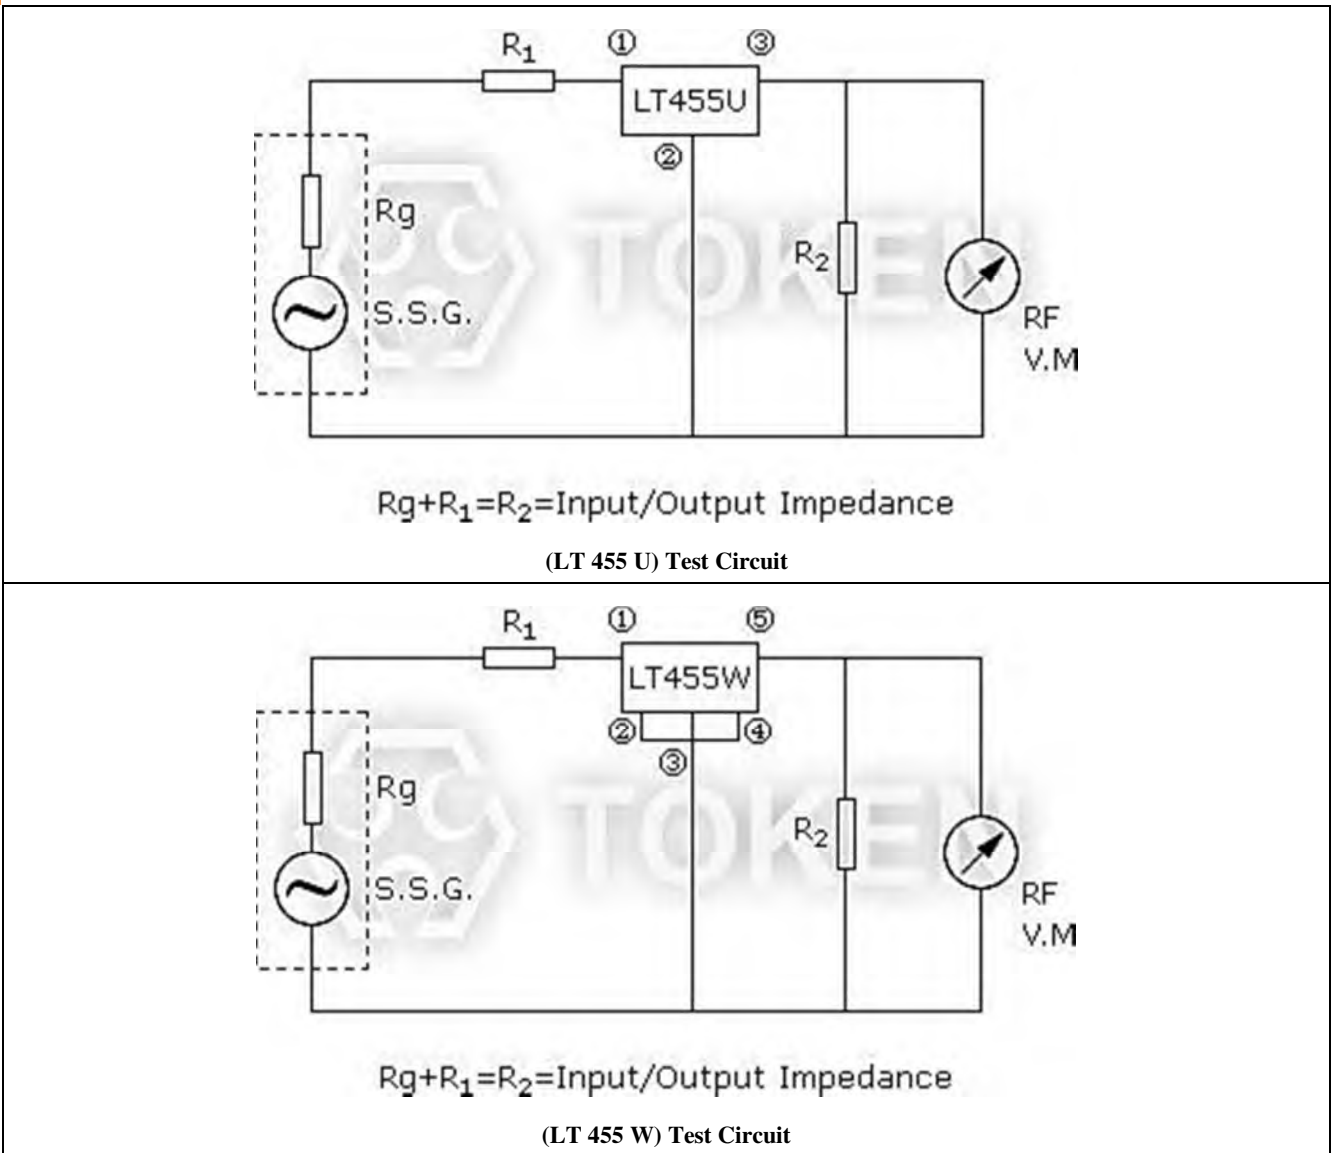 R1 ① ③
LT455U
②
Rg
TOKEN
R2
S.S.G.
RF
V.M
Rg+R1=R2=Input/Output Impedance
(LT 455 U) Test Circuit
R1 ① ⑤
LT455W
② ④
③
Rg
TOKEN
R2
S.S.G.
RF
V.M
Rg+R1=R2=Input/Output Impedance
(LT 455 W) Test Circuit